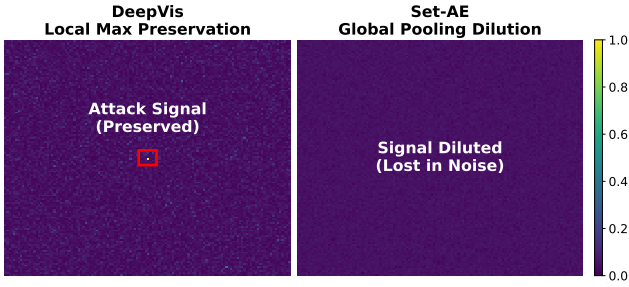 DeepVis
Local Max Preservation
Set-AE
Global Pooling Dilution
Attack Signal
(Preserved)
Signal Diluted
(Lost in Noise)
1.0
0.8
0.6
0.4
0.2
0.0